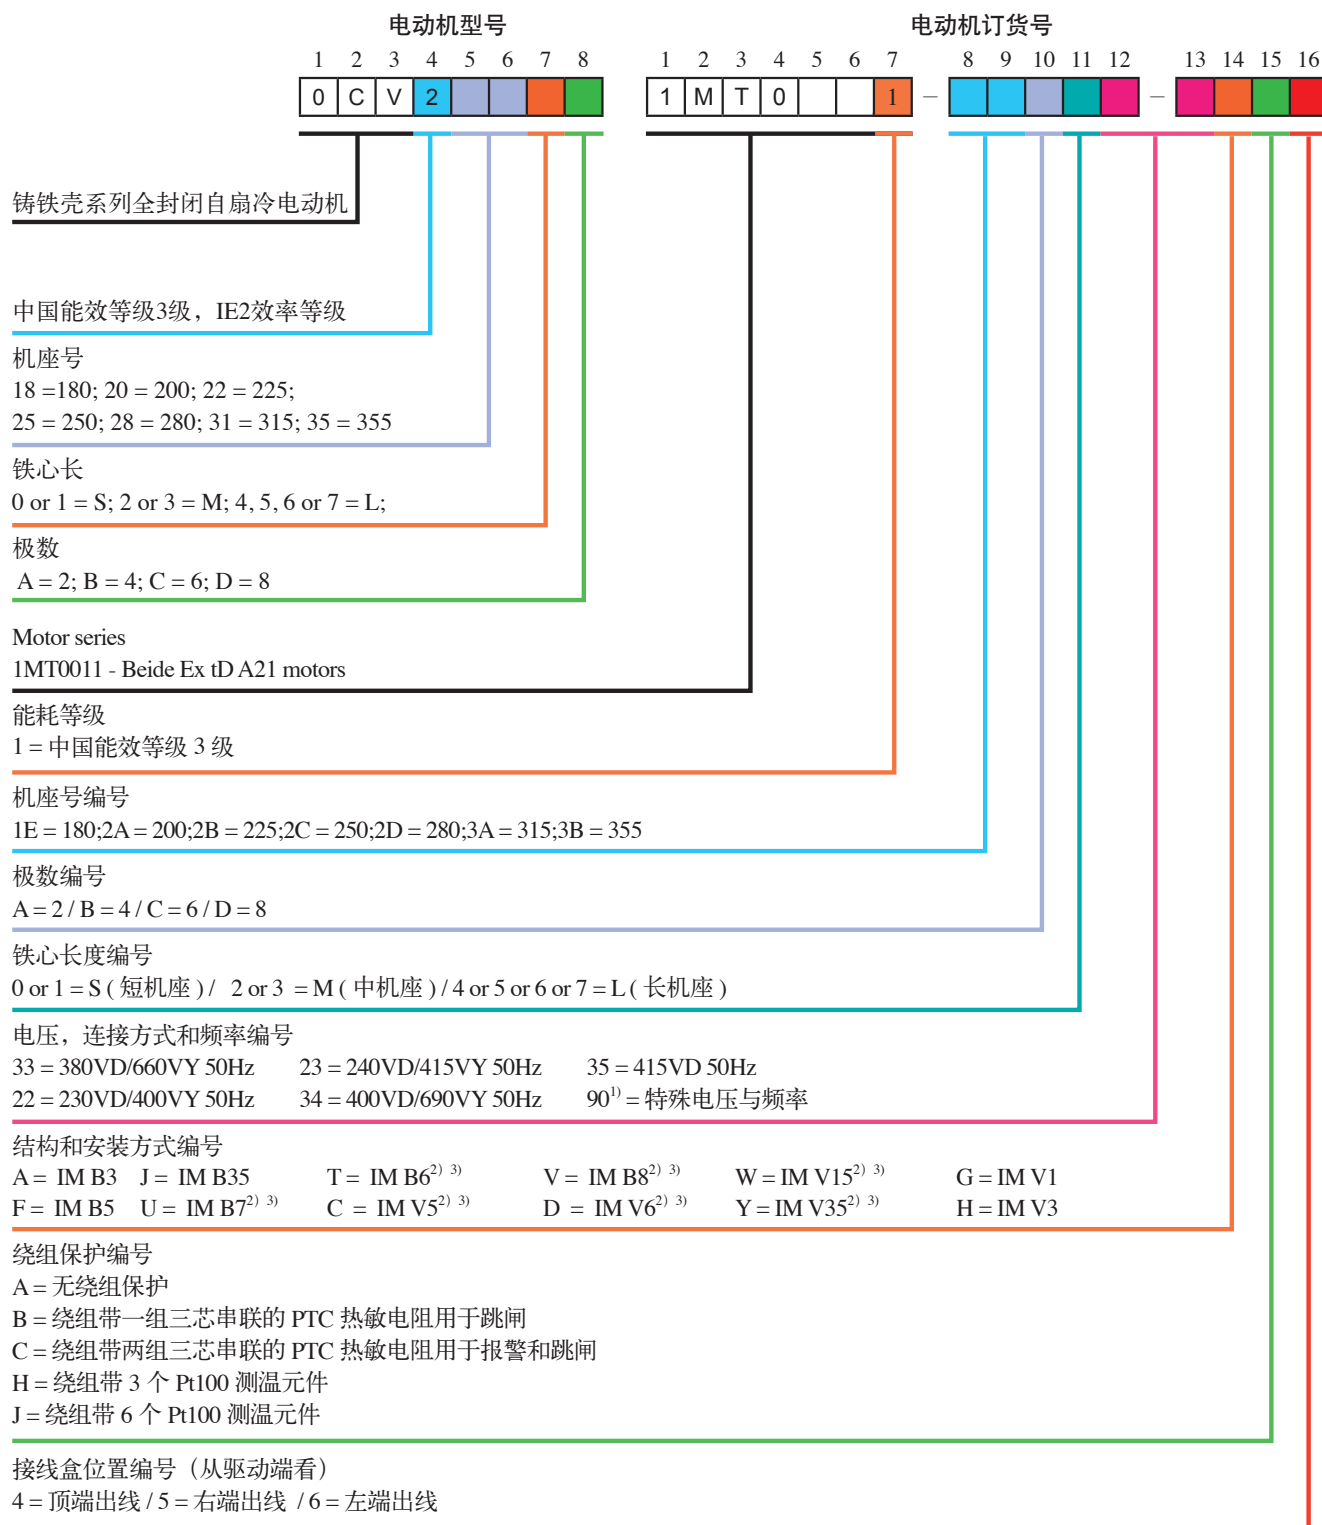 电动机型号 电动机订货号
1 2 3 4 5 6 7 8 1 2 3 4 5 6 7 8 9 10 11 12 13 14 15 16
0 C V 2 1 M T 0 1 – –
铸铁壳系列全封闭自扇冷电动机
中国能效等级3级，IE2效率等级
机座号
18 =180; 20 = 200; 22 = 225;
25 = 250; 28 = 280; 31 = 315; 35 = 355
铁心长
0 or 1 = S; 2 or 3 = M; 4, 5, 6 or 7 = L;
极数
A = 2; B = 4; C = 6; D = 8
Motor series
1MT0011 - Beide Ex tD A21 motors
能耗等级
1 = 中国能效等级 3 级
机座号编号
1E = 180;2A = 200;2B = 225;2C = 250;2D = 280;3A = 315;3B = 355
极数编号
A = 2 / B = 4 / C = 6 / D = 8
铁心长度编号
0 or 1 = S ( 短机座 ) / 2 or 3 = M ( 中机座 ) / 4 or 5 or 6 or 7 = L ( 长机座 )
电压，连接方式和频率编号
33 = 380VD/660VY 50Hz 23 = 240VD/415VY 50Hz 35 = 415VD 50Hz
22 = 230VD/400VY 50Hz 34 = 400VD/690VY 50Hz 90¹⁾ = 特殊电压与频率
结构和安装方式编号
A = IM B3 J = IM B35 T = IM B6²⁾ ³⁾ V = IM B8²⁾ ³⁾ W = IM V15²⁾ ³⁾ G = IM V1
F = IM B5 U = IM B7²⁾ ³⁾ C = IM V5²⁾ ³⁾ D = IM V6²⁾ ³⁾ Y = IM V35²⁾ ³⁾ H = IM V3
绕组保护编号
A = 无绕组保护
B = 绕组带一组三芯串联的 PTC 热敏电阻用于跳闸
C = 绕组带两组三芯串联的 PTC 热敏电阻用于报警和跳闸
H = 绕组带 3 个 Pt100 测温元件
J = 绕组带 6 个 Pt100 测温元件
接线盒位置编号（从驱动端看）
4 = 顶端出线 / 5 = 右端出线 / 6 = 左端出线